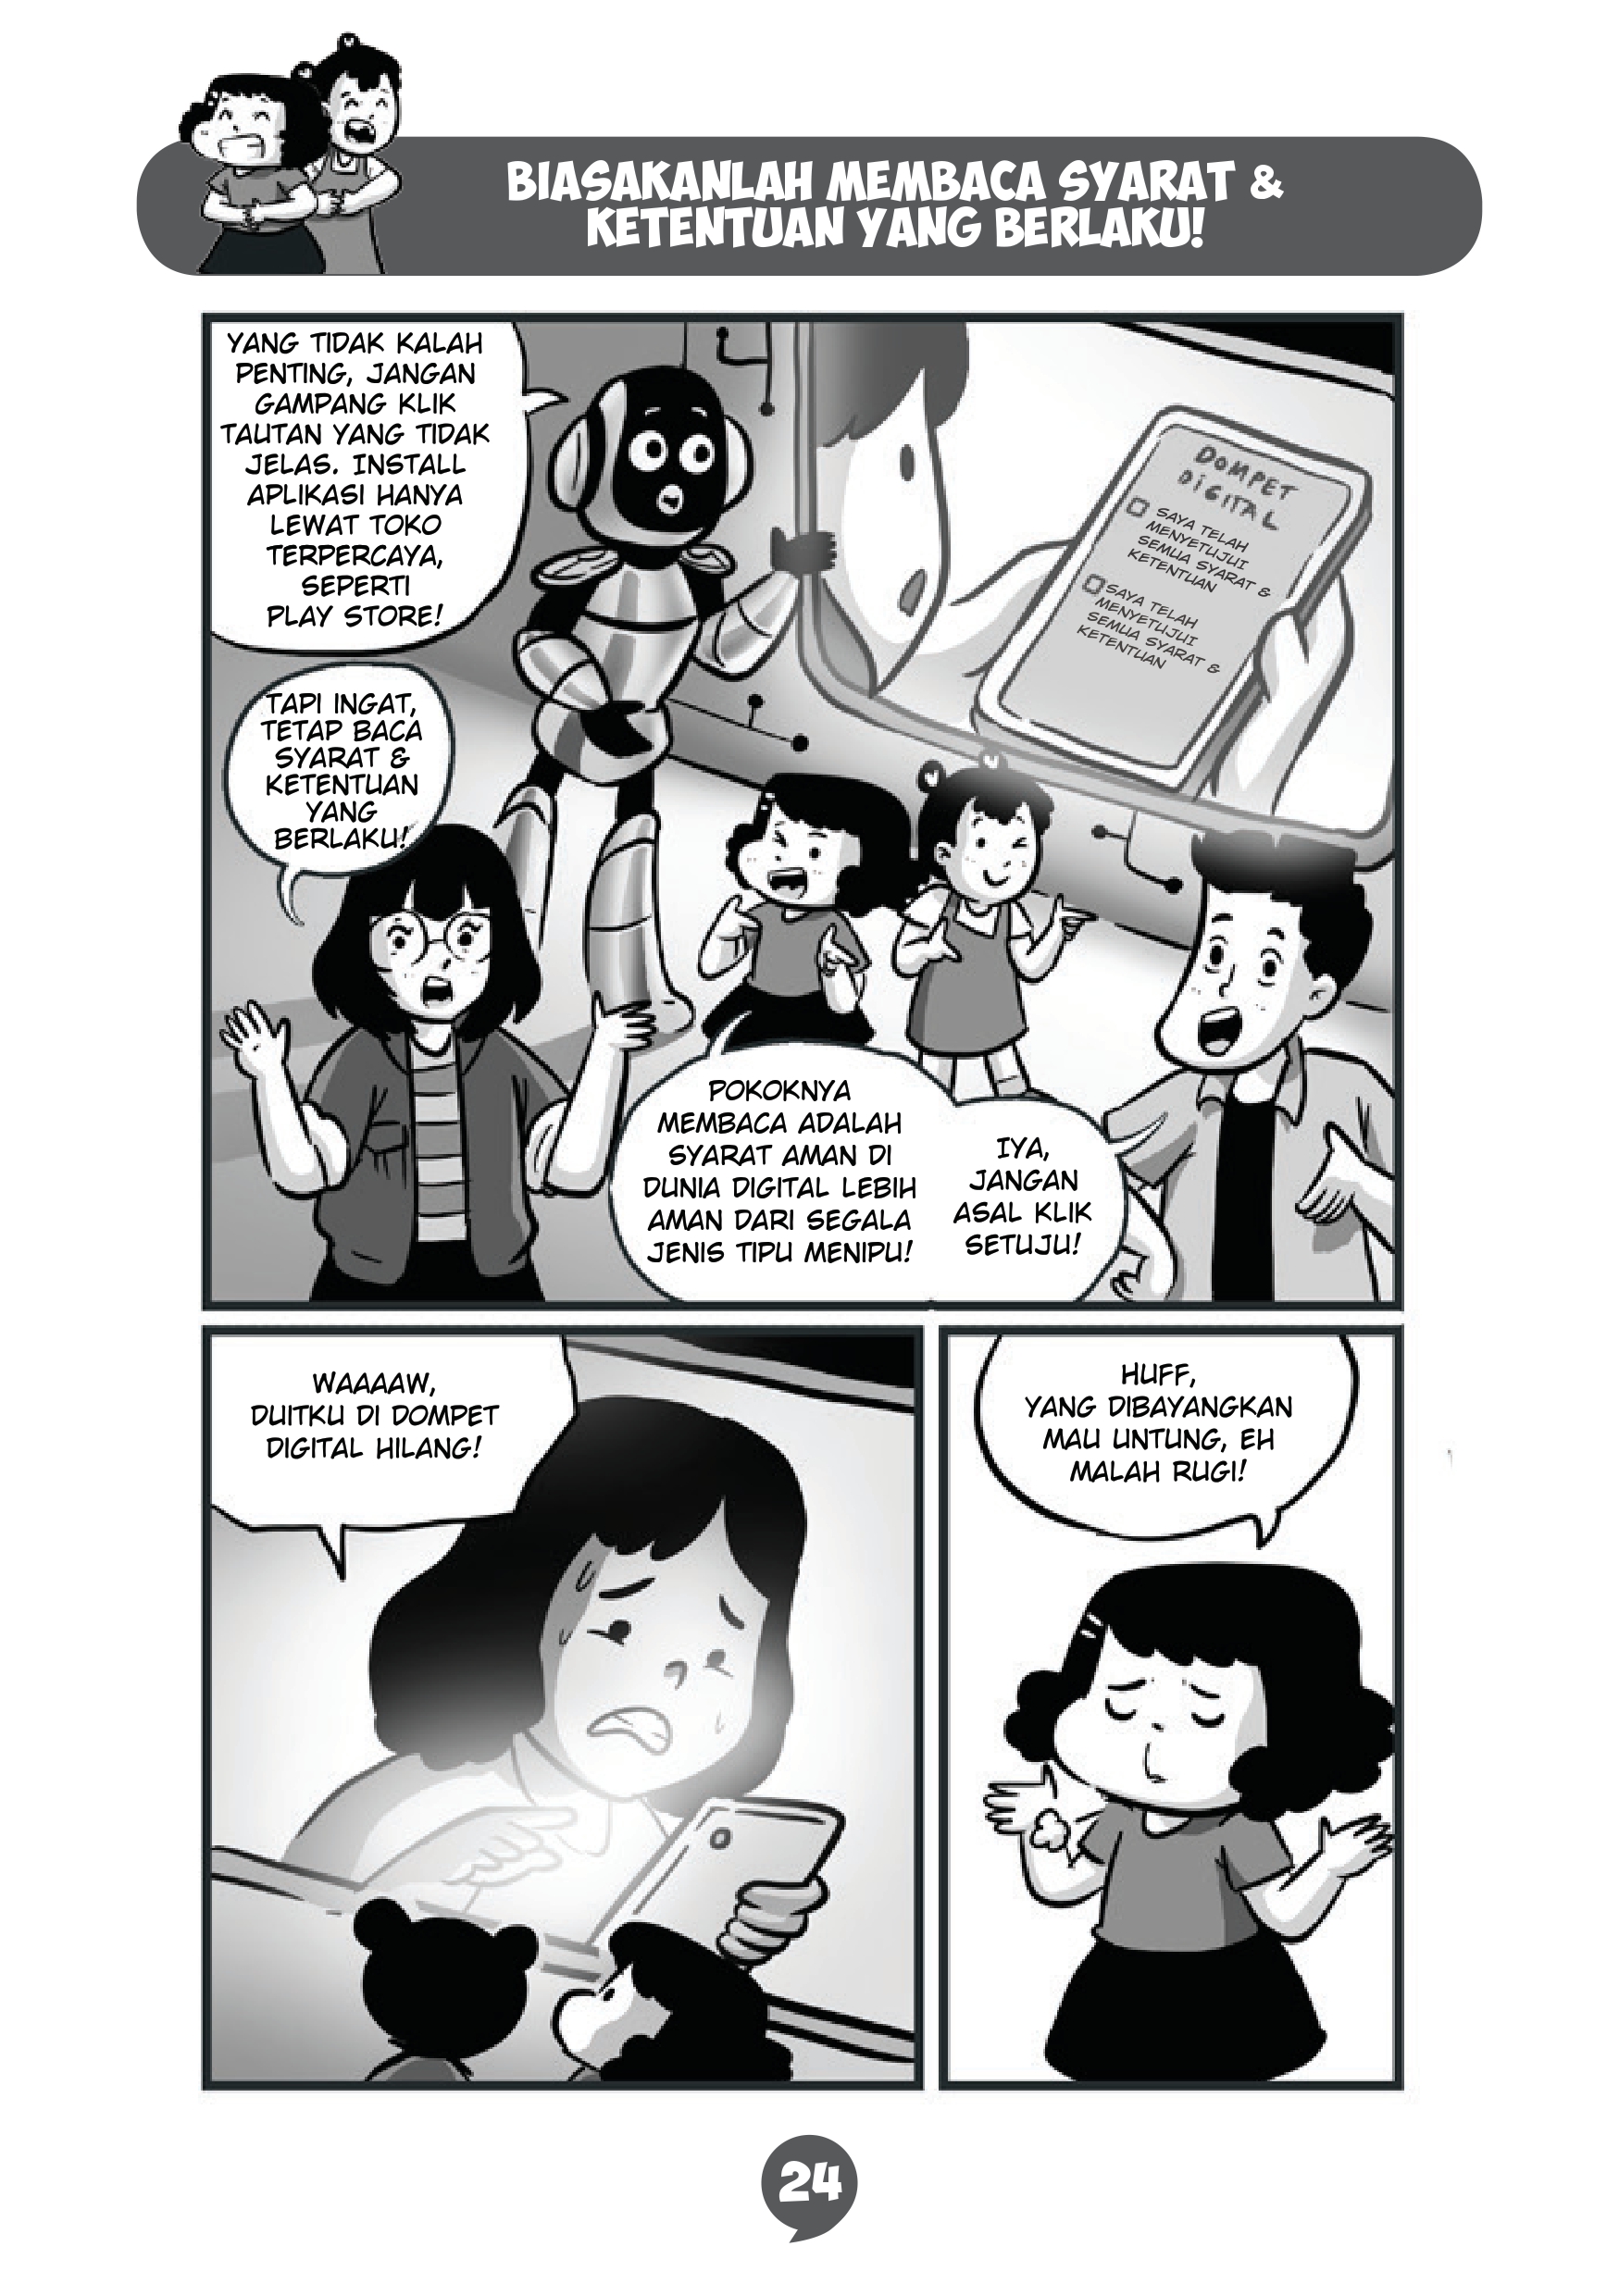 BIASAKANLAH MEMBACA SYARAT &
KETENTUAN YANG BERLAKU!
YANG TIDAK KALAH
PENTING, JANGAN
GAMPANG KLIK
TAUTAN YANG TIDAK
JELAS. INSTALL
APLIKASI HANYA
LEWAT TOKO
TERPERCAYA,
SEPERTI
PLAY STORE!
DOMPET
DIGITAL
SAYA TELAH
MENYETUJUI
SEMUA SYARAT &
KETENTUAN
SAYA TELAH
MENYETUJUI
SEMUA SYARAT &
KETENTUAN
TAPI INGAT,
TETAP BACA
SYARAT &
KETENTUAN
YANG
BERLAKU!
POKOKNYA
MEMBACA ADALAH
SYARAT AMAN DI
DUNIA DIGITAL LEBIH
AMAN DARI SEGALA
JENIS TIPU MENIPU!
IYA,
JANGAN
ASAL KLIK
SETUJU!
WAAAAW,
DUITKU DI DOMPET
DIGITAL HILANG!
HUFF,
YANG DIBAYANGKAN
MAU UNTUNG, EH
MALAH RUGI!
24